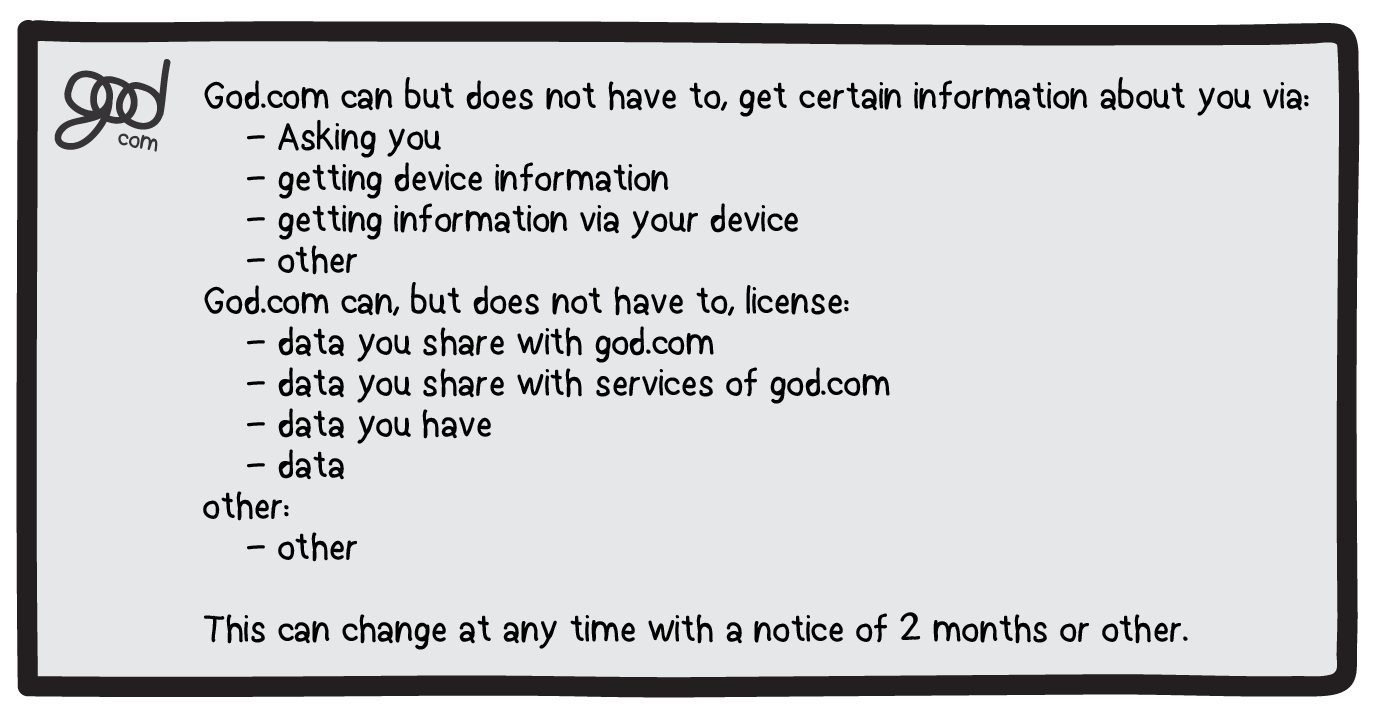 god
com
God.com can but does not have to, get certain information about you via:
– Asking you
– getting device information
– getting information via your device
– other
God.com can, but does not have to, license:
– data you share with god.com
– data you share with services of god.com
– data you have
– data
other:
– other
This can change at any time with a notice of 2 months or other.